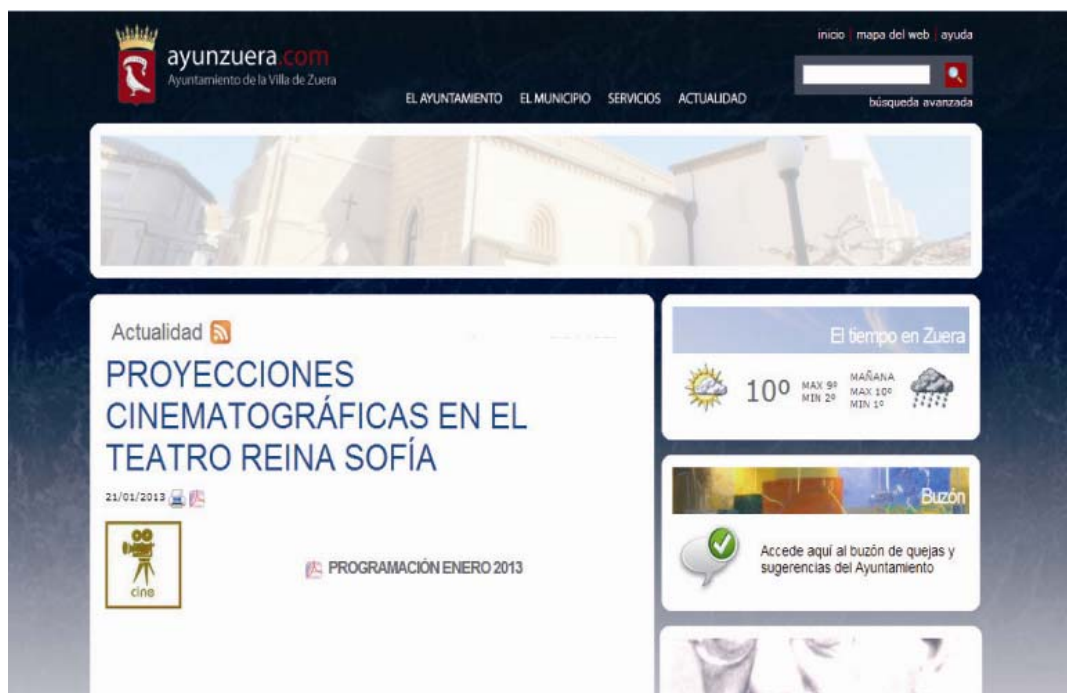 inicio | mapa del web | ayuda
ayunzuera.com
Ayuntamiento de la Villa de Zuera
EL AYUNTAMIENTO EL MUNICIPIO SERVICIOS ACTUALIDAD
búsqueda avanzada
Actualidad
PROYECCIONES
CINEMATOGRÁFICAS EN EL
TEATRO REINA SOFÍA
21/01/2013
cine
PROGRAMACIÓN ENERO 2013
El tiempo en Zuera
10º
MAX 9º
MIN 2º
MAÑANA
MAX 10º
MIN 1º
Buzón
Accede aquí al buzón de quejas y
sugerencias del Ayuntamiento